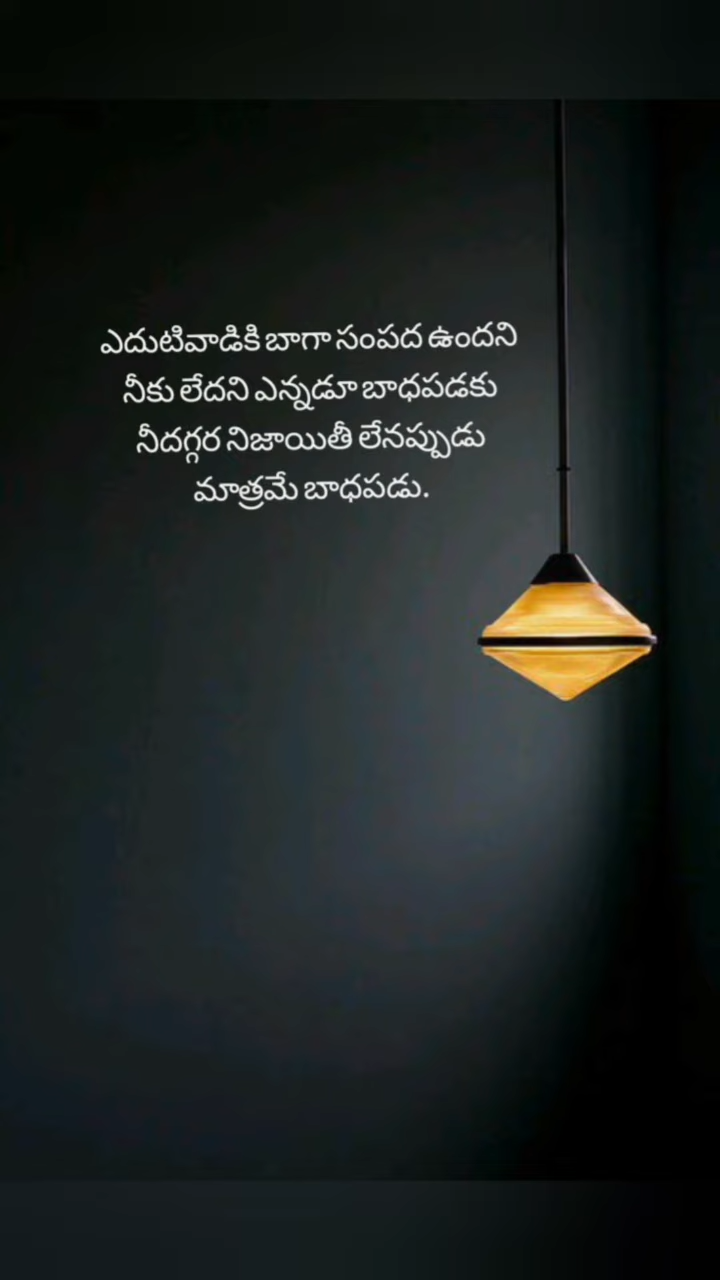 ఎదుటివాడికి బాగా సంపద ఉందని
నీకు లేదని ఎన్నడూ బాధపడకు
నీదగ్గర నిజాయితీ లేనప్పుడు
మాత్రమే బాధపడు.